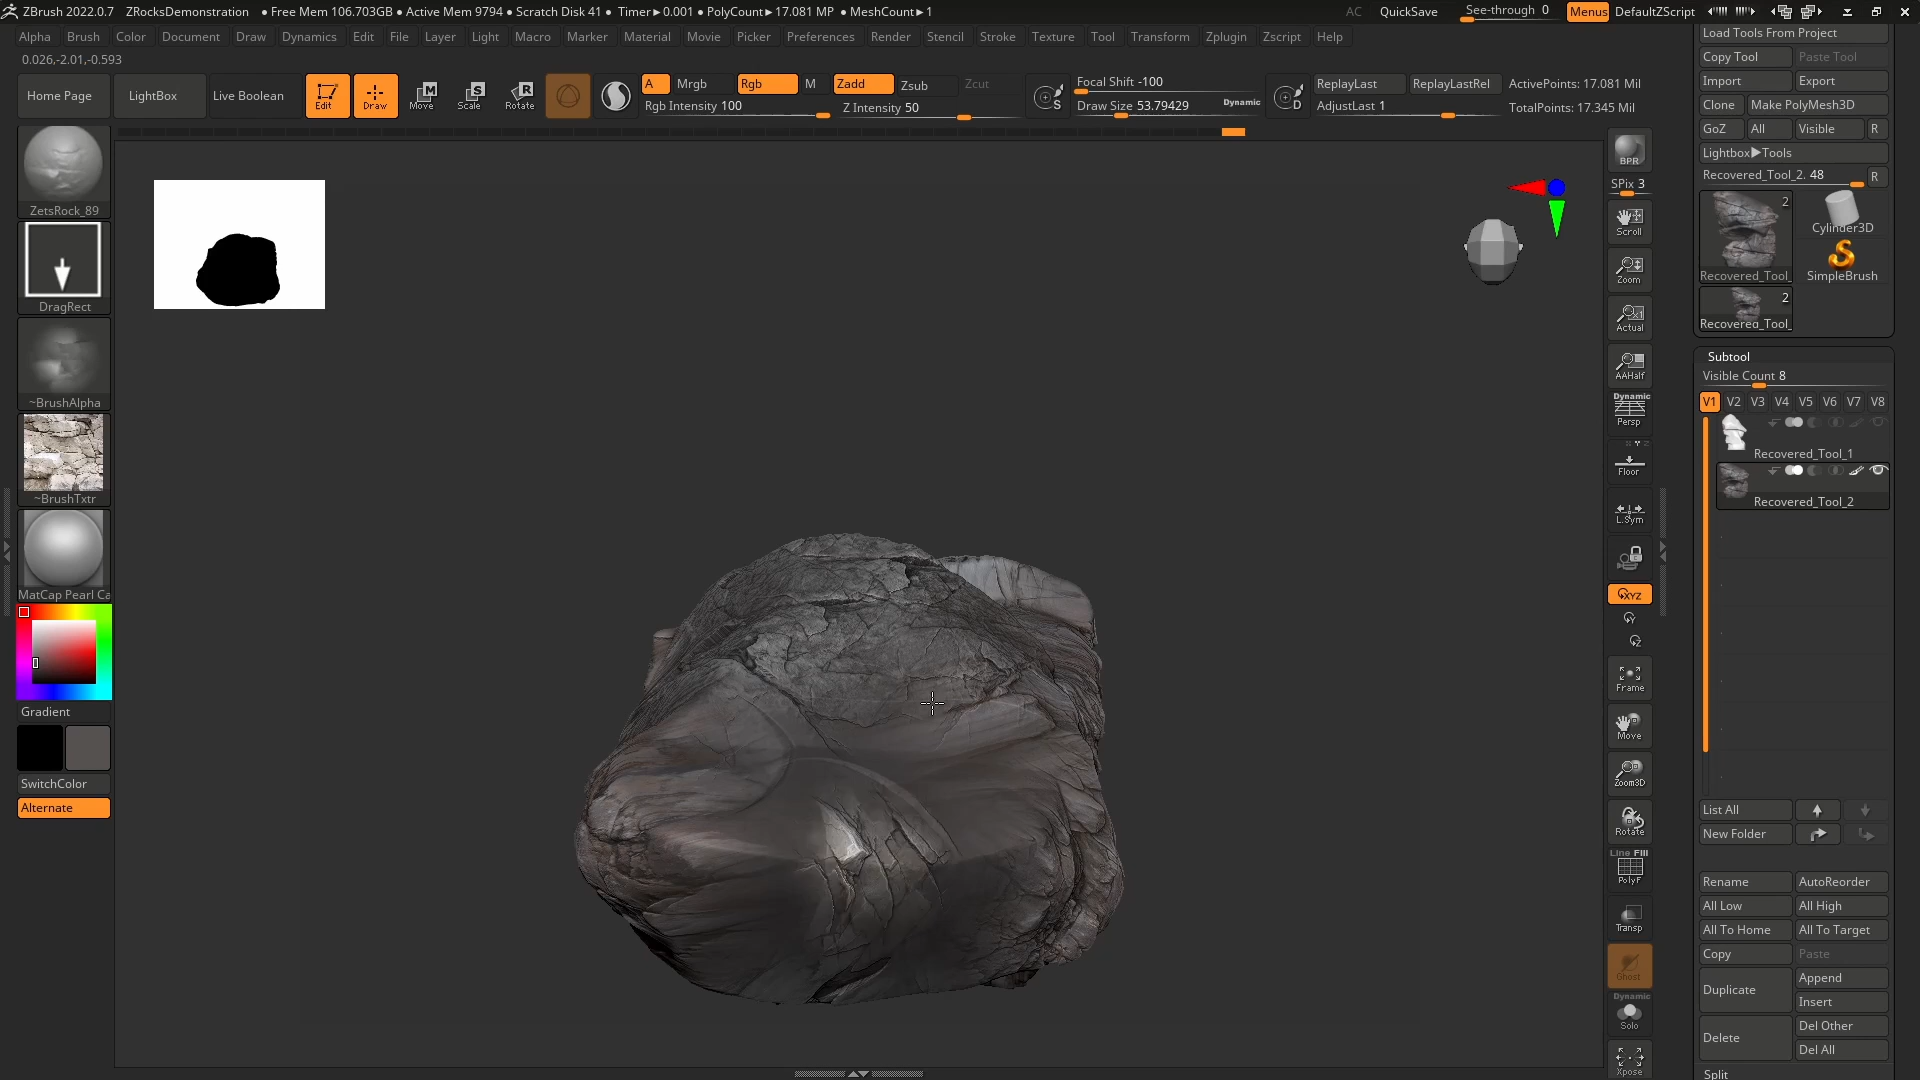 ZBrush 2022.0.7 ZRocksDemonstration • Free Mem 106.703GB • Active Mem 9794 • Scratch Disk 41 • Timer▸0.001 • PolyCount▸17.081 MP • MeshCount▸1 AC QuickSave See-through 0 Menus DefaultZScript
Alpha Brush Color Document Draw Dynamics Edit File Layer Light Macro Marker Material Movie Picker Preferences Render Stencil Stroke Texture Tool Transform Zplugin Zscript Help
0.026,-2.01,-0.593
Home Page LightBox Live Boolean Edit Draw Move Scale Rotate
A Mrgb Rgb M Zadd Zsub Zcut
Rgb Intensity 100 Z Intensity 50
Focal Shift -100
Draw Size 53.79429 Dynamic
ReplayLast ReplayLastRel ActivePoints: 17.081 Mil
AdjustLast 1 TotalPoints: 17.345 Mil
S
D
ZetsRock_89
DragRect
~BrushAlpha
~BrushTxtr
MatCap Pearl Ca
Gradient
SwitchColor
Alternate
BPR
SPix 3
Scroll
Zoom
Actual
AAHalf
Dynamic
Persp
Floor
L.Sym
XYZ
Y
Z
Frame
Move
Zoom3D
Rotate
Line Fill
PolyF
Transp
Ghost
Dynamic
Solo
Xpose
Load Tools From Project
Copy Tool Paste Tool
Import Export
Clone Make PolyMesh3D
GoZ All Visible R
Lightbox▸Tools
Recovered_Tool_2. 48 R
2
Cylinder3D
Recovered_Tool_ SimpleBrush
2
Recovered_Tool_
Subtool
Visible Count 8
V1 V2 V3 V4 V5 V6 V7 V8
Recovered_Tool_1
Recovered_Tool_2
List All
New Folder
Rename AutoReorder
All Low All High
All To Home All To Target
Copy Paste
Duplicate Append
Insert
Delete Del Other
Del All
Split